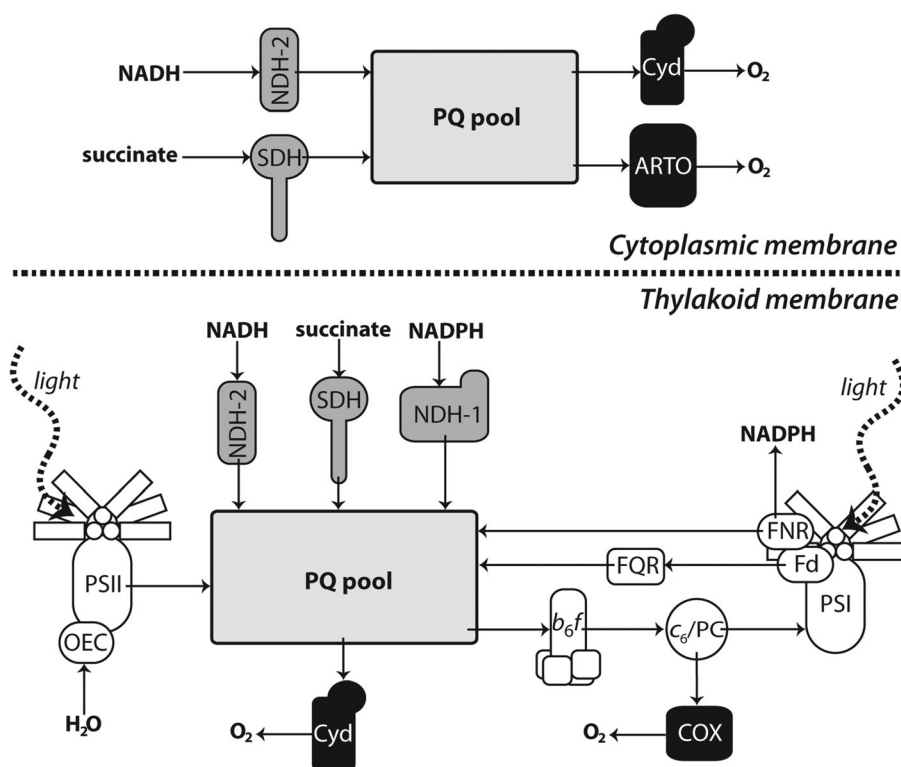 NADH
NDH-2
PQ pool
Cyd
O₂
succinate
SDH
ARTO
O₂
Cytoplasmic membrane
Thylakoid membrane
NADH
succinate
NADPH
light
light
NDH-2
SDH
NDH-1
NADPH
FNR
PSII
PQ pool
FQR
Fd
PSI
OEC
b₆f
c₆/PC
H₂O
O₂
Cyd
O₂
COX